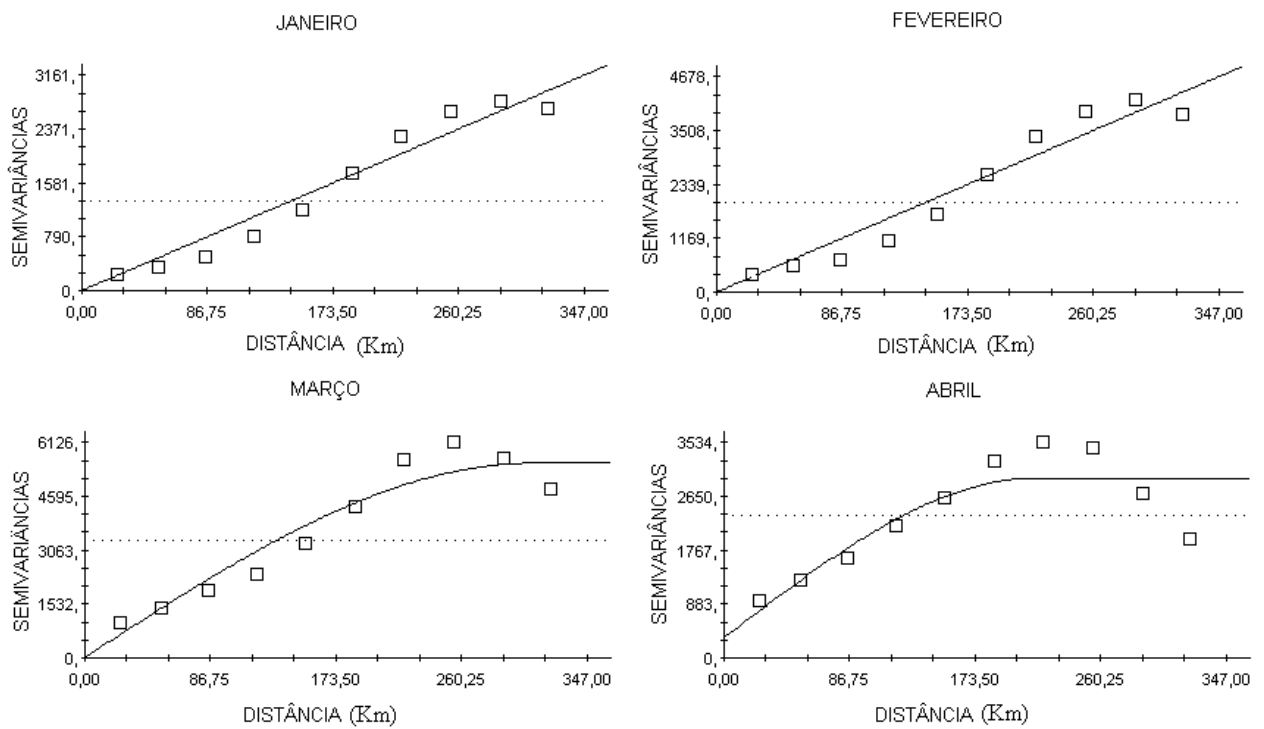 JANEIRO
SEMIVARIÂNCIAS
3161,
2371,
1581,
790,
0,
0,00 86,75 173,50 260,25 347,00
DISTÂNCIA (Km)
FEVEREIRO
SEMIVARIÂNCIAS
4678,
3508,
2339,
1169,
0,
0,00 86,75 173,50 260,25 347,00
DISTÂNCIA (Km)
MARÇO
SEMIVARIÂNCIAS
6126,
4595,
3063,
1532,
0,
0,00 86,75 173,50 260,25 347,00
DISTÂNCIA (Km)
ABRIL
SEMIVARIÂNCIAS
3534,
2650,
1767,
883,
0,
0,00 86,75 173,50 260,25 347,00
DISTÂNCIA (Km)